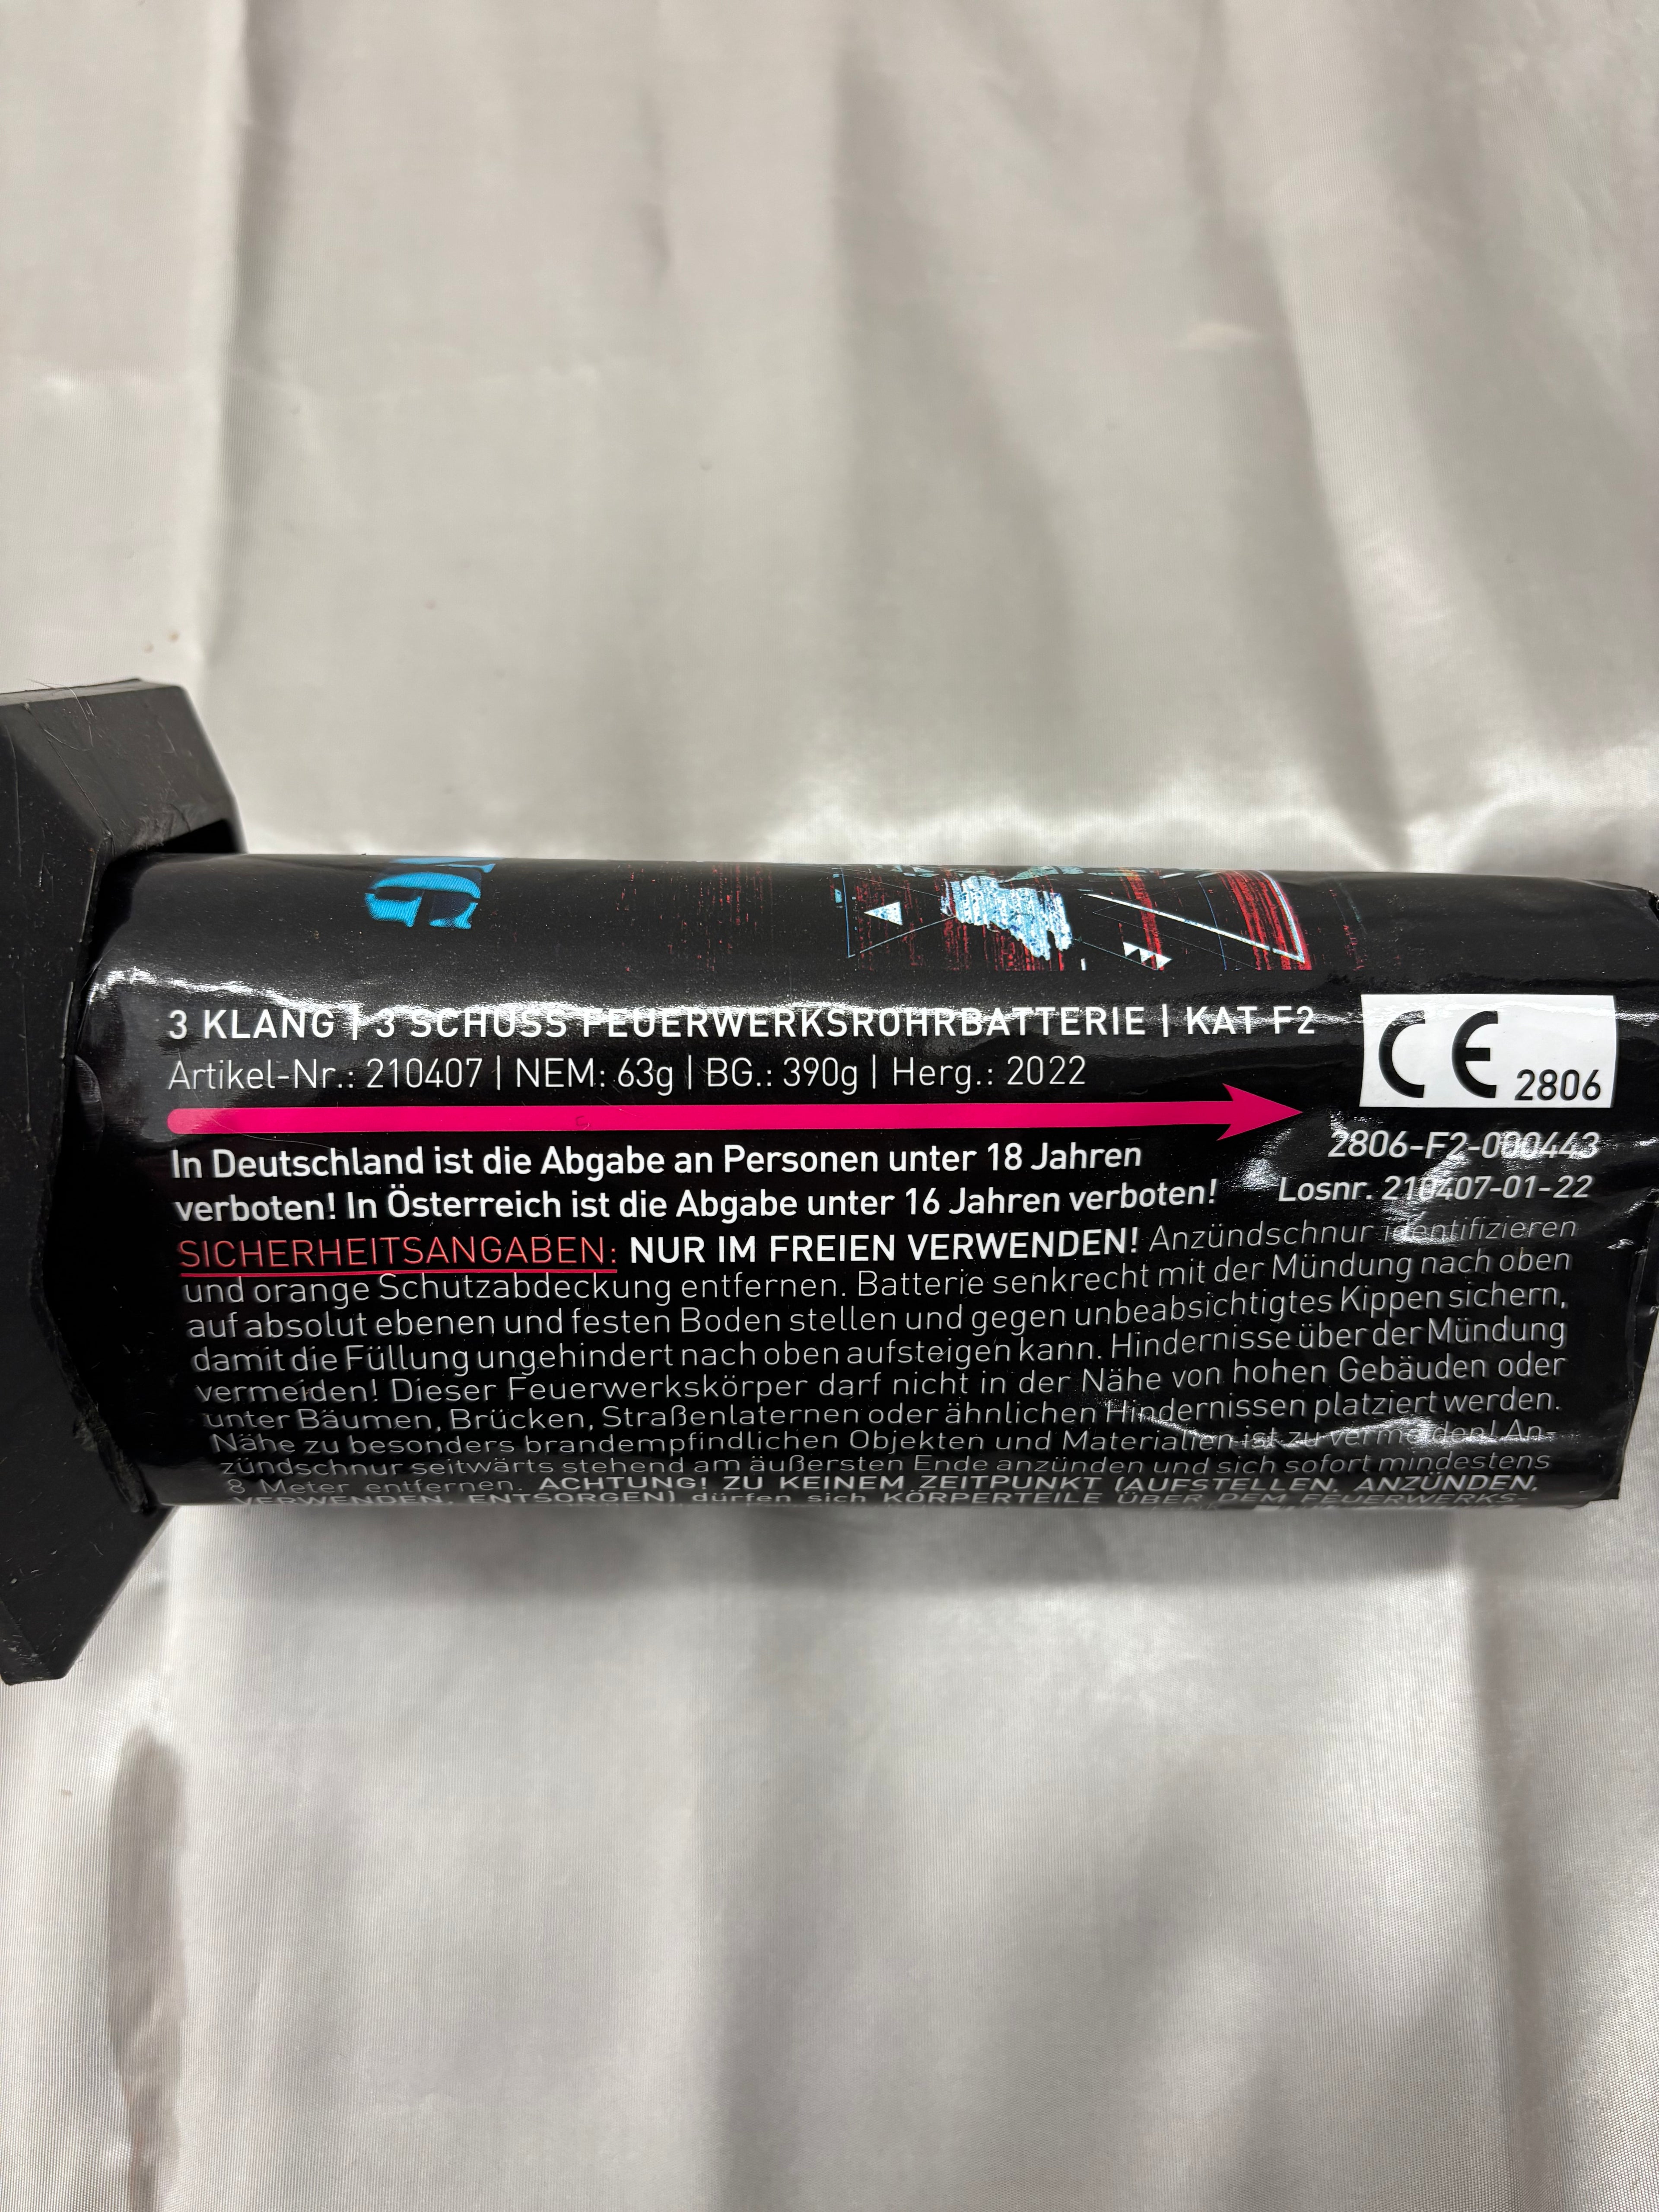 NG
3 KLANG | 3 SCHUSS FEUERWERKSROHRBATTERIE | KAT F2
Artikel-Nr.: 210407 | NEM: 63g | BG.: 390g | Herg.: 2022
CE 2806
In Deutschland ist die Abgabe an Personen unter 18 Jahren
verboten! In Österreich ist die Abgabe unter 16 Jahren verboten!
2806-F2-000443
Losnr. 210407-01-22
SICHERHEITSANGABEN: NUR IM FREIEN VERWENDEN! Anzündschnur identifizieren
und orange Schutzabdeckung entfernen. Batterie senkrecht mit der Mündung nach oben
auf absolut ebenen und festen Boden stellen und gegen unbeabsichtigtes Kippen sichern,
damit die Füllung ungehindert nach oben aufsteigen kann. Hindernisse über der Mündung
vermeiden! Dieser Feuerwerkskörper darf nicht in der Nähe von hohen Gebäuden oder
unter Bäumen, Brücken, Straßenlaternen oder ähnlichen Hindernissen platziert werden.
Nähe zu besonders brandempfindlichen Objekten und Materialien ist zu vermeiden! An-
zündschnur seitwärts stehend am äußersten Ende anzünden und sich sofort mindestens
8 Meter entfernen. ACHTUNG! ZU KEINEM ZEITPUNKT (AUFSTELLEN, ANZÜNDEN,
VERWENDEN, ENTSORGEN) dürfen sich KÖRPERTEILE ÜBER DEM FEUERWERKS-